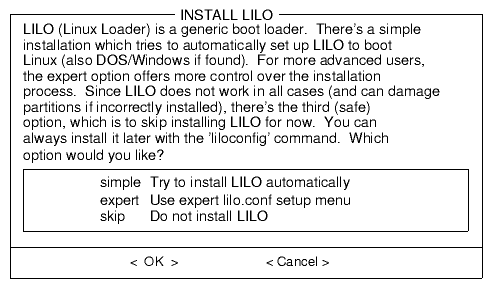 INSTALL LILO
LILO (Linux Loader) is a generic boot loader. There's a simple
installation which tries to automatically set up LILO to boot
Linux (also DOS/Windows if found). For more advanced users,
the expert option offers more control over the installation
process. Since LILO does not work in all cases (and can damage
partitions if incorrectly installed), there's the third (safe)
option, which is to skip installing LILO for now. You can
always install it later with the 'liloconfig' command. Which
option would you like?
simple Try to install LILO automatically
expert Use expert lilo.conf setup menu
skip Do not install LILO
< OK > < Cancel >